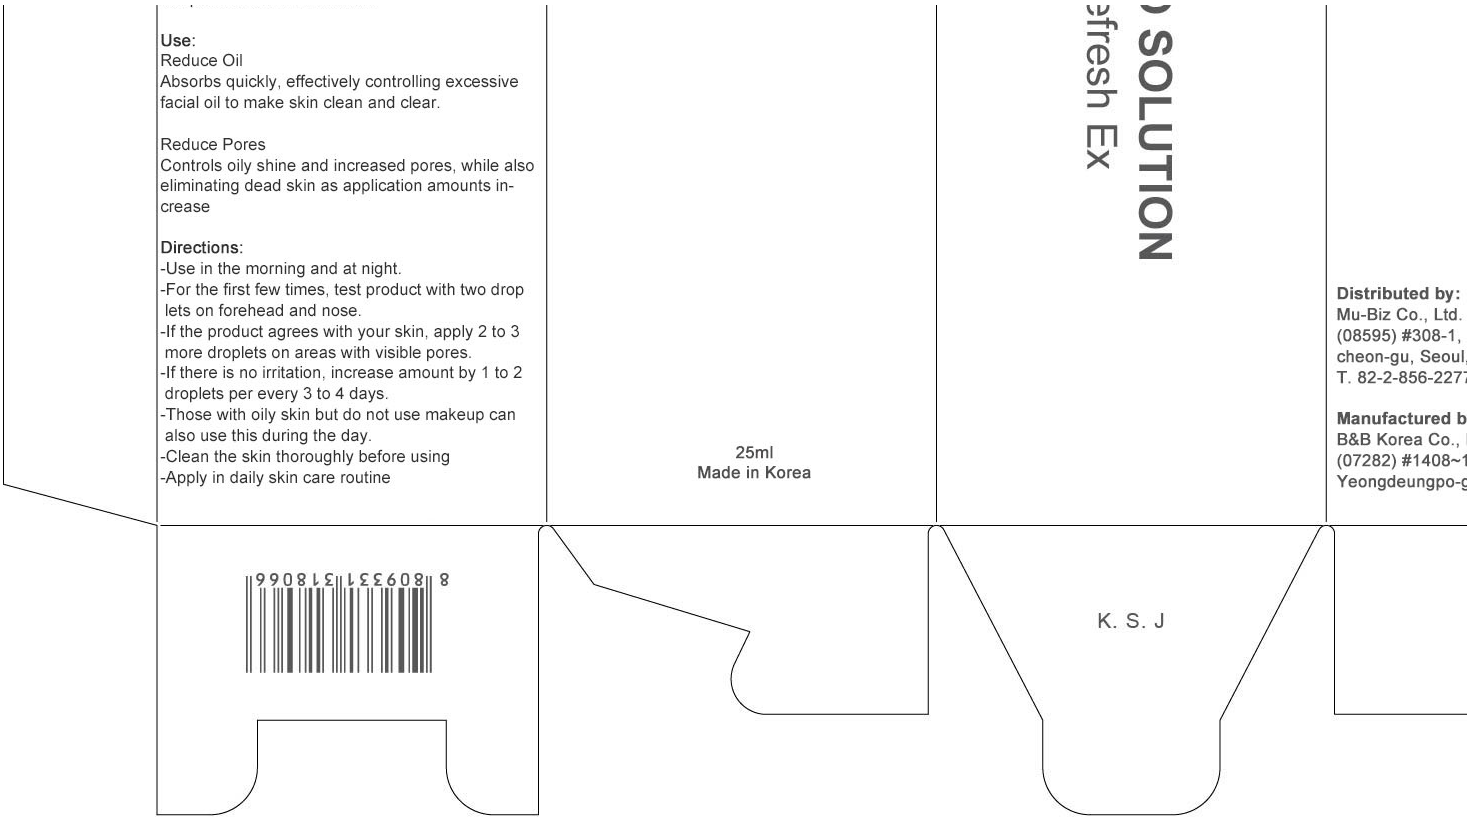 Use:
Reduce Oil
Absorbs quickly, effectively controlling excessive
facial oil to make skin clean and clear.
Reduce Pores
Controls oily shine and increased pores, while also
eliminating dead skin as application amounts in-
crease
Directions:
-Use in the morning and at night.
-For the first few times, test product with two drop
lets on forehead and nose.
-If the product agrees with your skin, apply 2 to 3
more droplets on areas with visible pores.
-If there is no irritation, increase amount by 1 to 2
droplets per every 3 to 4 days.
-Those with oily skin but do not use makeup can
also use this during the day.
-Clean the skin thoroughly before using
-Apply in daily skin care routine
8 809331 318066
25ml
Made in Korea
SOLUTION
efresh Ex
K. S. J
Distributed by:
Mu-Biz Co., Ltd.
(08595) #308-1,
cheon-gu, Seoul,
T. 82-2-856-2277
Manufactured b
B&B Korea Co.,
(07282) #1408~1
Yeongdeungpo-g